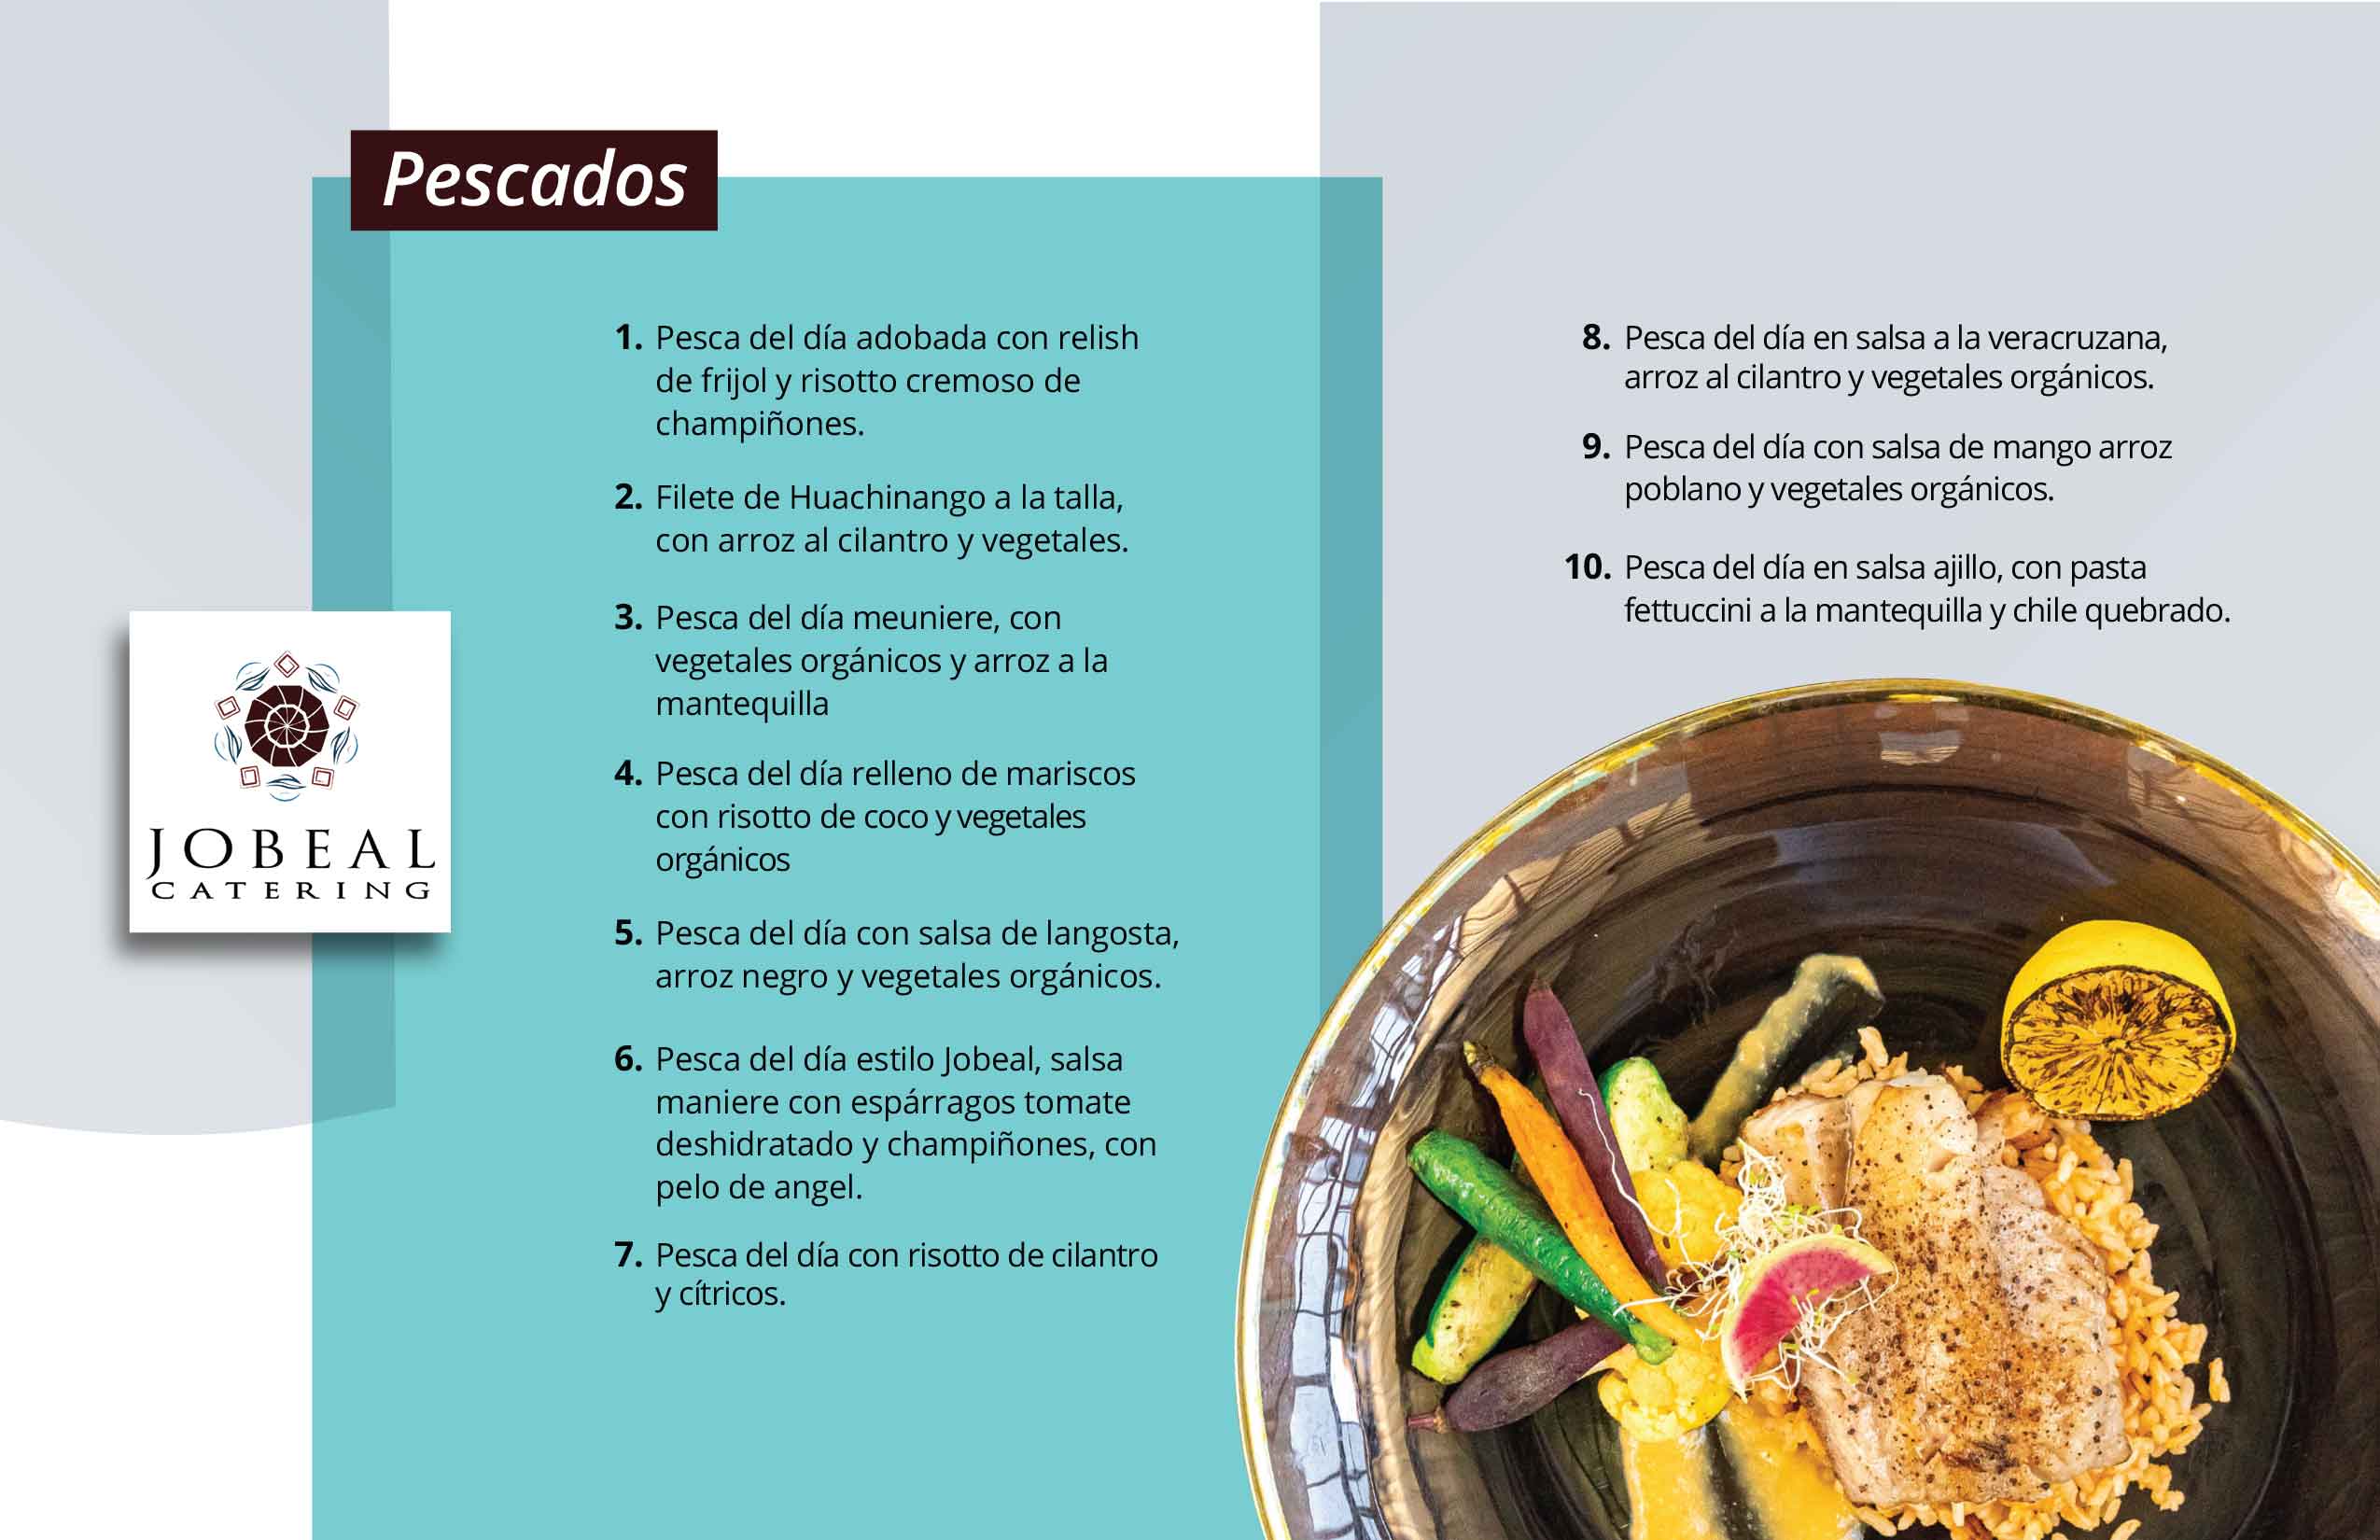 Pescados
1. Pesca del día adobada con relish
de frijol y risotto cremoso de
champiñones.
2. Filete de Huachinango a la talla,
con arroz al cilantro y vegetales.
3. Pesca del día meuniere, con
vegetales orgánicos y arroz a la
mantequilla
4. Pesca del día relleno de mariscos
con risotto de coco y vegetales
orgánicos
5. Pesca del día con salsa de langosta,
arroz negro y vegetales orgánicos.
6. Pesca del día estilo Jobeal, salsa
maniere con espárragos tomate
deshidratado y champiñones, con
pelo de angel.
7. Pesca del día con risotto de cilantro
y cítricos.
8. Pesca del día en salsa a la veracruzana,
arroz al cilantro y vegetales orgánicos.
9. Pesca del día con salsa de mango arroz
poblano y vegetales orgánicos.
10. Pesca del día en salsa ajillo, con pasta
fettuccini a la mantequilla y chile quebrado.
JOBEAL
CATERING